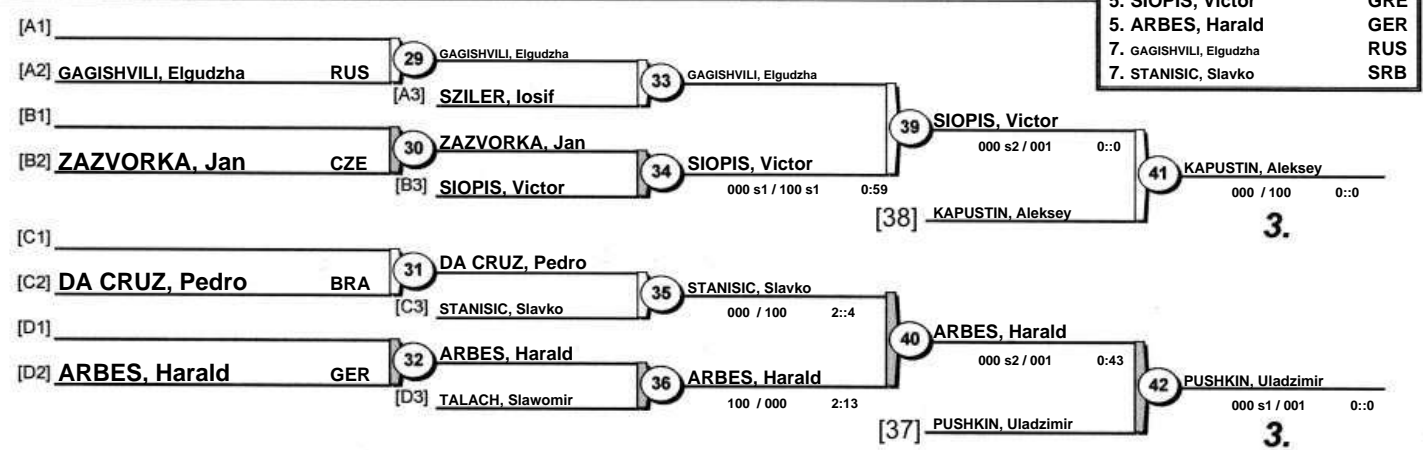 5. SIOPIS, Victor GRE
5. ARBES, Harald GER
7. GAGISHVILI, Elgudzha RUS
7. STANISIC, Slavko SRB
[A1]
[A2] GAGISHVILI, Elgudzha RUS
29
GAGISHVILI, Elgudzha
[A3] SZILER, Iosif
33
GAGISHVILI, Elgudzha
[B1]
[B2] ZAZVORKA, Jan CZE
30
ZAZVORKA, Jan
[B3] SIOPIS, Victor
34
SIOPIS, Victor
000 s1 / 100 s1 0:59
39
SIOPIS, Victor
000 s2 / 001 0::0
[38] KAPUSTIN, Aleksey
41
KAPUSTIN, Aleksey
000 / 100 0::0
3.
[C1]
[C2] DA CRUZ, Pedro BRA
31
DA CRUZ, Pedro
[C3] STANISIC, Slavko
35
STANISIC, Slavko
000 / 100 2::4
[D1]
[D2] ARBES, Harald GER
32
ARBES, Harald
[D3] TALACH, Slawomir
36
ARBES, Harald
100 / 000 2:13
40
ARBES, Harald
000 s2 / 001 0:43
[37] PUSHKIN, Uladzimir
42
PUSHKIN, Uladzimir
000 s1 / 001 0::0
3.